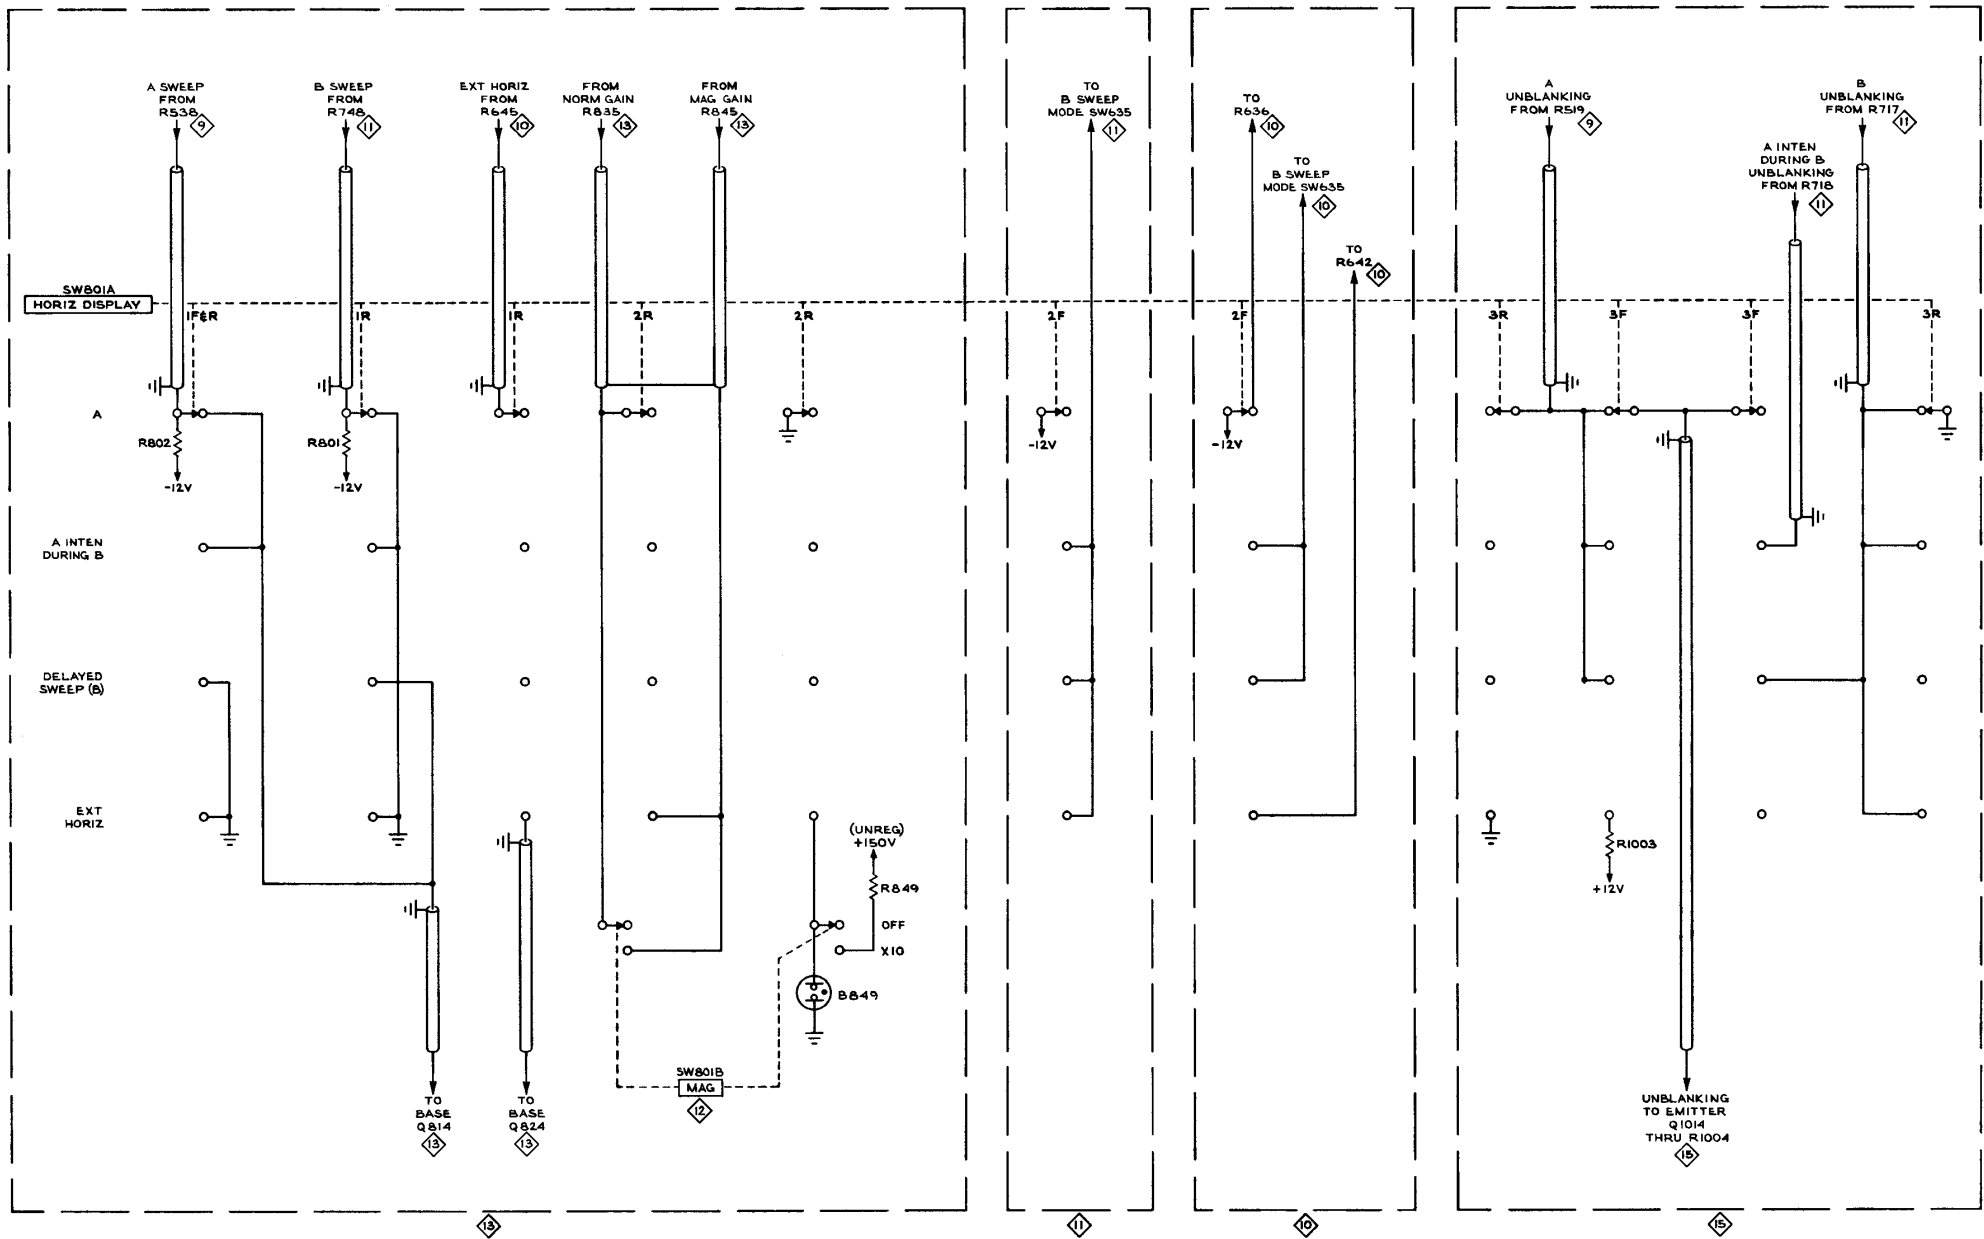 A SWEEP
FROM
R538
9
B SWEEP
FROM
R748
11
EXT HORIZ
FROM
R645
10
FROM
NORM GAIN
R835
13
FROM
MAG GAIN
R845
13
TO
B SWEEP
MODE SW635
11
TO
R636
10
TO
B SWEEP
MODE SW635
10
TO
R642
10
A
UNBLANKING
FROM R519
9
A INTEN
DURING B
UNBLANKING
FROM R718
11
B
UNBLANKING
FROM R717
11
SW801A
HORIZ DISPLAY
1F&R
1R
1R
2R
2R
2F
2F
3R
3F
3F
3R
A
R802
-12V
R801
-12V
-12V
-12V
A INTEN
DURING B
DELAYED
SWEEP (B)
EXT
HORIZ
(UNREG)
+150V
R849
OFF
X10
B849
R1003
+12V
SW801B
MAG
12
TO
BASE
Q814
13
TO
BASE
Q824
13
UNBLANKING
TO EMITTER
Q1014
THRU R1004
15
13
11
10
15